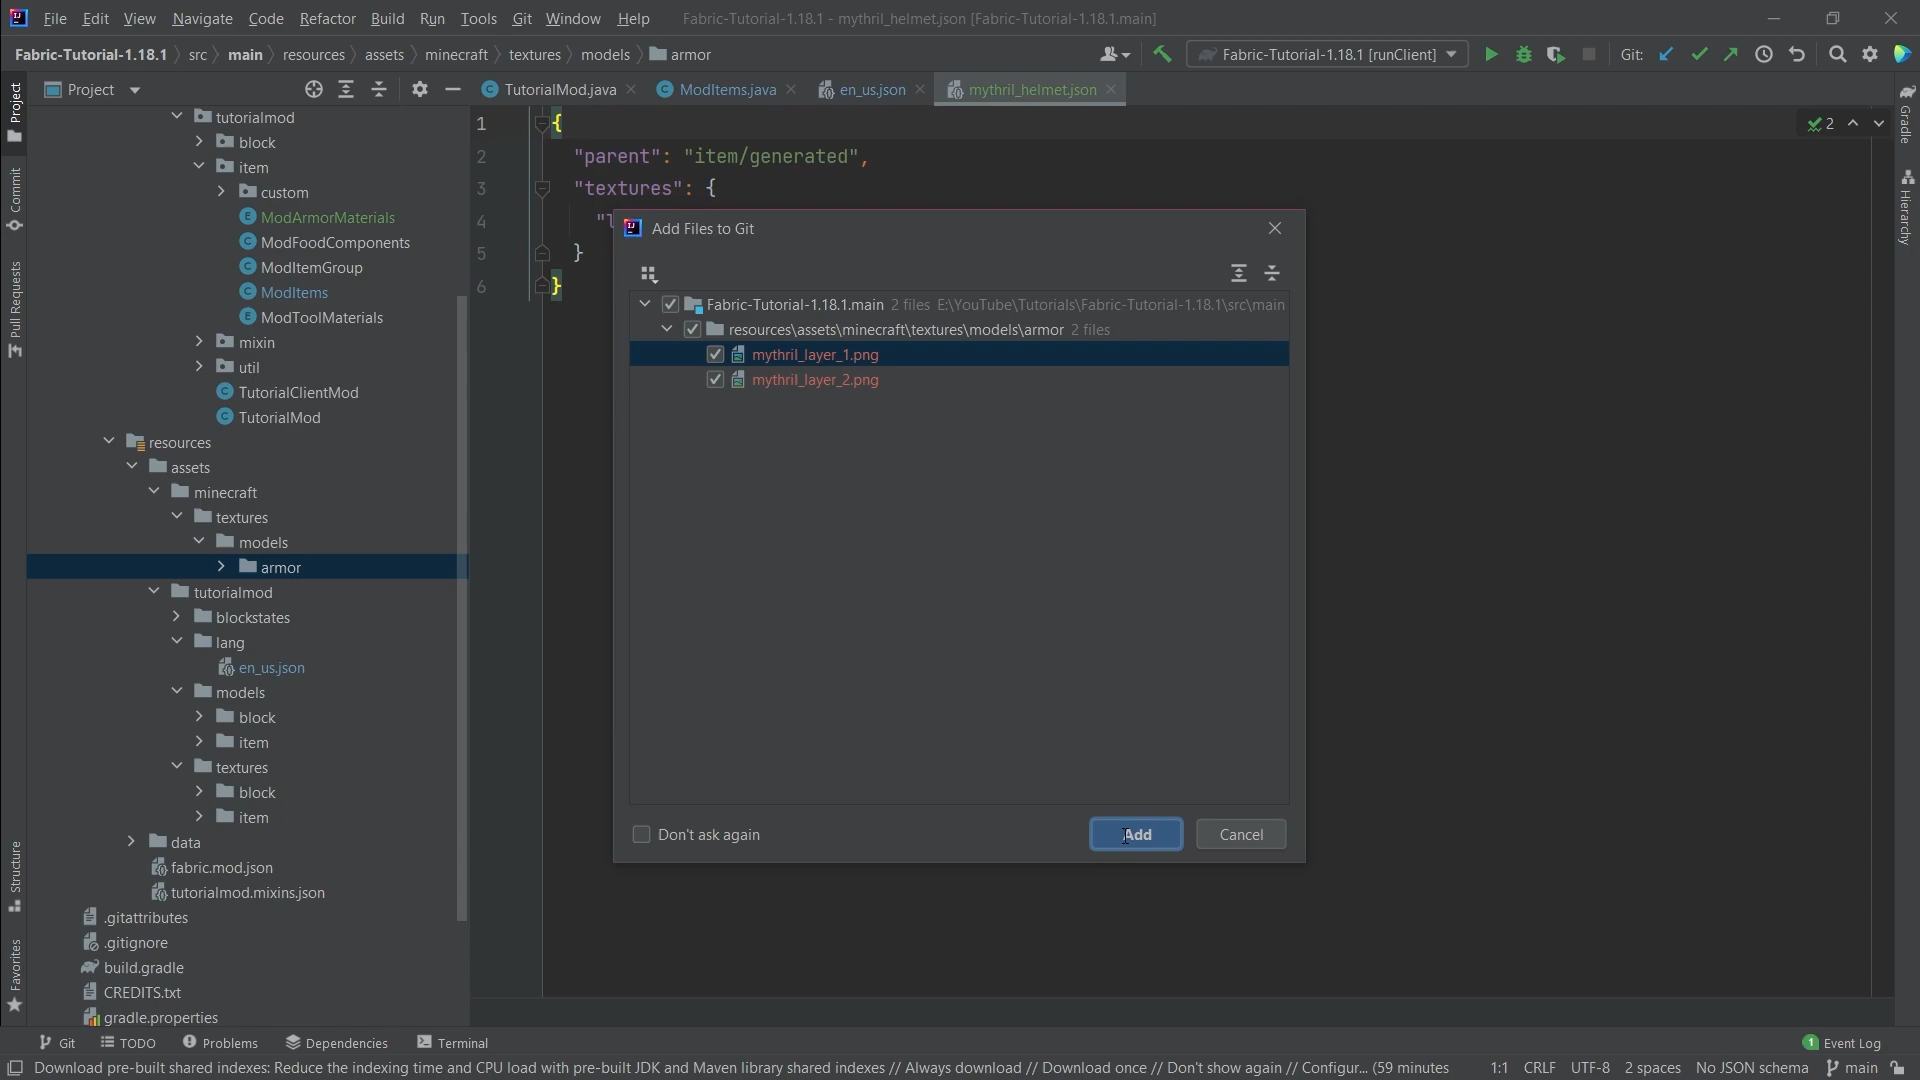 File Edit View Navigate Code Refactor Build Run Tools Git Window Help Fabric-Tutorial-1.18.1 - mythril_helmet.json [Fabric-Tutorial-1.18.1.main]
Fabric-Tutorial-1.18.1 src main resources assets minecraft textures models armor Fabric-Tutorial-1.18.1 [runClient] Git:
Project TutorialMod.java ModItems.java en_us.json mythril_helmet.json
Project
Commit
Pull Requests
Structure
Favorites
tutorialmod
block
item
custom
ModArmorMaterials
ModFoodComponents
ModItemGroup
ModItems
ModToolMaterials
mixin
util
TutorialClientMod
TutorialMod
resources
assets
minecraft
textures
models
armor
tutorialmod
blockstates
lang
en_us.json
models
block
item
textures
block
item
data
fabric.mod.json
tutorialmod.mixins.json
.gitattributes
.gitignore
build.gradle
CREDITS.txt
gradle.properties
1 {
2 "parent": "item/generated",
3 "textures": {
4 "l
5 }
6 }
2
Add Files to Git
Fabric-Tutorial-1.18.1.main 2 files E:\YouTube\Tutorials\Fabric-Tutorial-1.18.1\src\main
resources\assets\minecraft\textures\models\armor 2 files
mythril_layer_1.png
mythril_layer_2.png
Don't ask again Add Cancel
Gradle
Hierarchy
Git TODO Problems Dependencies Terminal 1 Event Log
Download pre-built shared indexes: Reduce the indexing time and CPU load with pre-built JDK and Maven library shared indexes // Always download // Download once // Don't show again // Configur... (59 minutes 1:1 CRLF UTF-8 2 spaces No JSON schema main